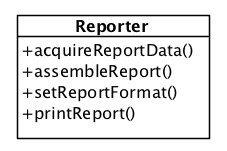 Reporter
+acquireReportData()
+assembleReport()
+setReportFormat()
+printReport()